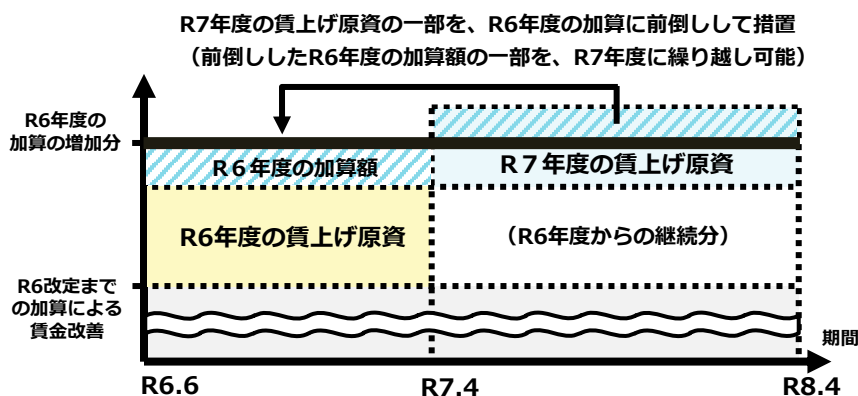 R7年度の賃上げ原資の一部を、R6年度の加算に前倒しして措置
（前倒ししたR6年度の加算額の一部を、R7年度に繰り越し可能）
R6年度の
加算の増加分
R６年度の加算額
R７年度の賃上げ原資
R6年度の賃上げ原資
（R6年度からの継続分）
R6改定まで
の加算による
賃金改善
期間
R6.6
R7.4
R8.4